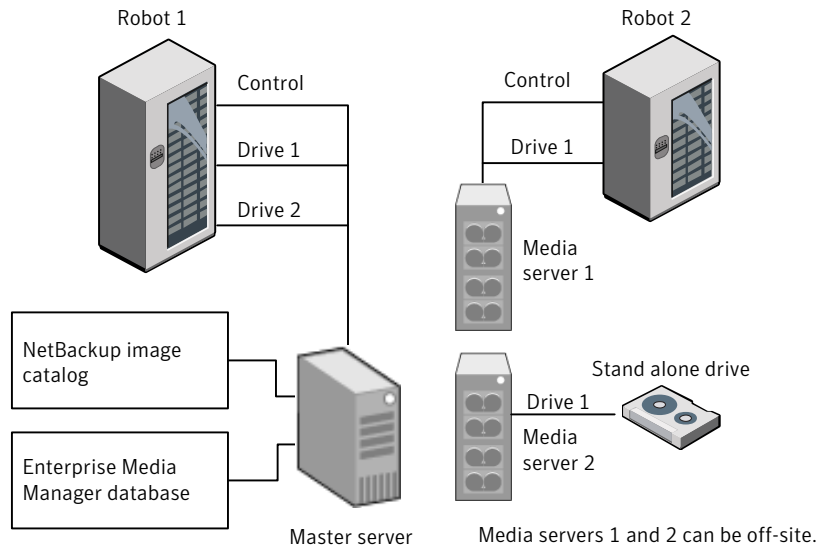 Robot 1
Control
Drive 1
Drive 2
Robot 2
Control
Drive 1
Media
server 1
NetBackup image
catalog
Enterprise Media
Manager database
Master server
Stand alone drive
Drive 1
Media
server 2
Media servers 1 and 2 can be off-site.